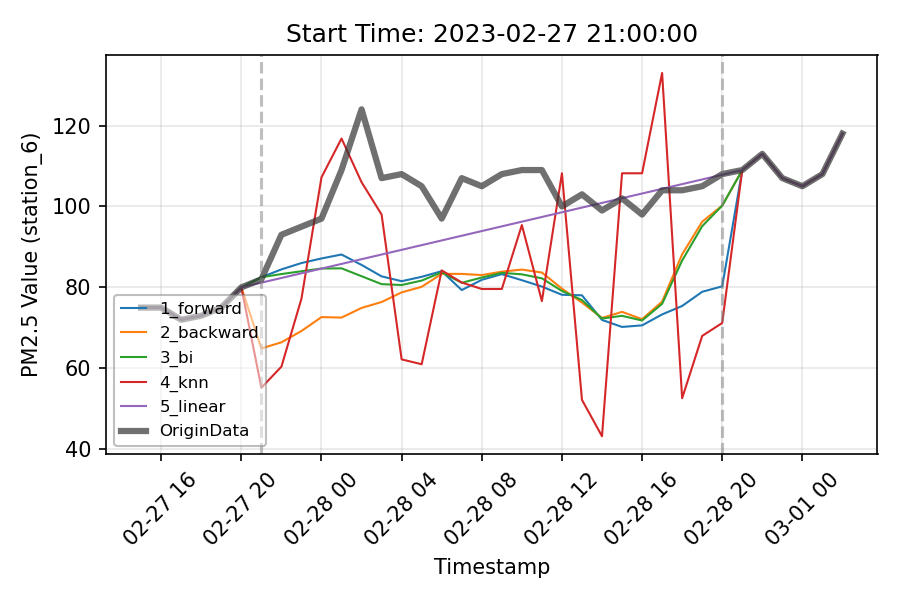 Start Time: 2023-02-27 21:00:00
PM2.5 Value (station_6)
120
100
80
60
40
1_forward
2_backward
3_bi
4_knn
5_linear
OriginData
02-27 16
02-27 20
02-28 00
02-28 04
02-28 08
02-28 12
02-28 16
02-28 20
03-01 00
Timestamp